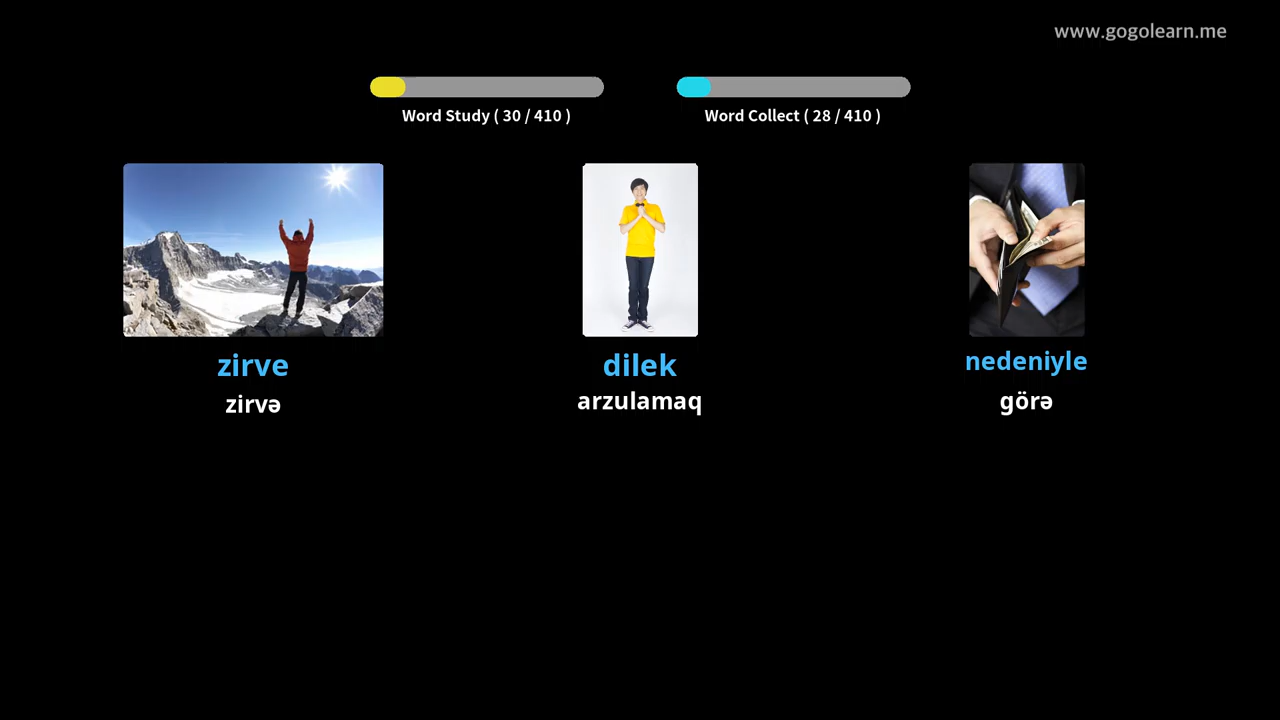 www.gogolearn.me
Word Study ( 30 / 410 )
Word Collect ( 28 / 410 )
zirve
dilek
nedeniyle
zirvə
arzulamaq
görə